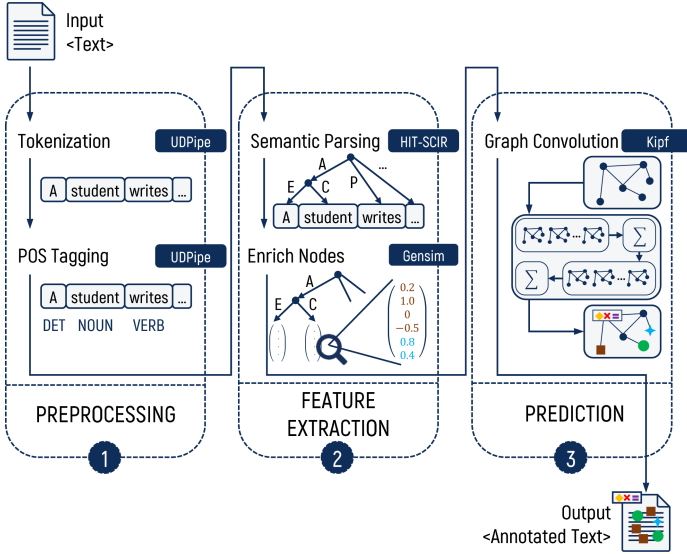 Input
<Text>
Tokenization
UDPipe
A student writes ...
POS Tagging
UDPipe
A student writes ...
DET NOUN VERB
PREPROCESSING
1
Semantic Parsing
HIT-SCIR
A
...
E
C
P
A student writes ...
Enrich Nodes
Gensim
A
E
C
0.2
1.0
0
−0.5
0.8
0.4
FEATURE
EXTRACTION
2
Graph Convolution
Kipf
...
∑
∑
...
PREDICTION
3
Output
<Annotated Text>